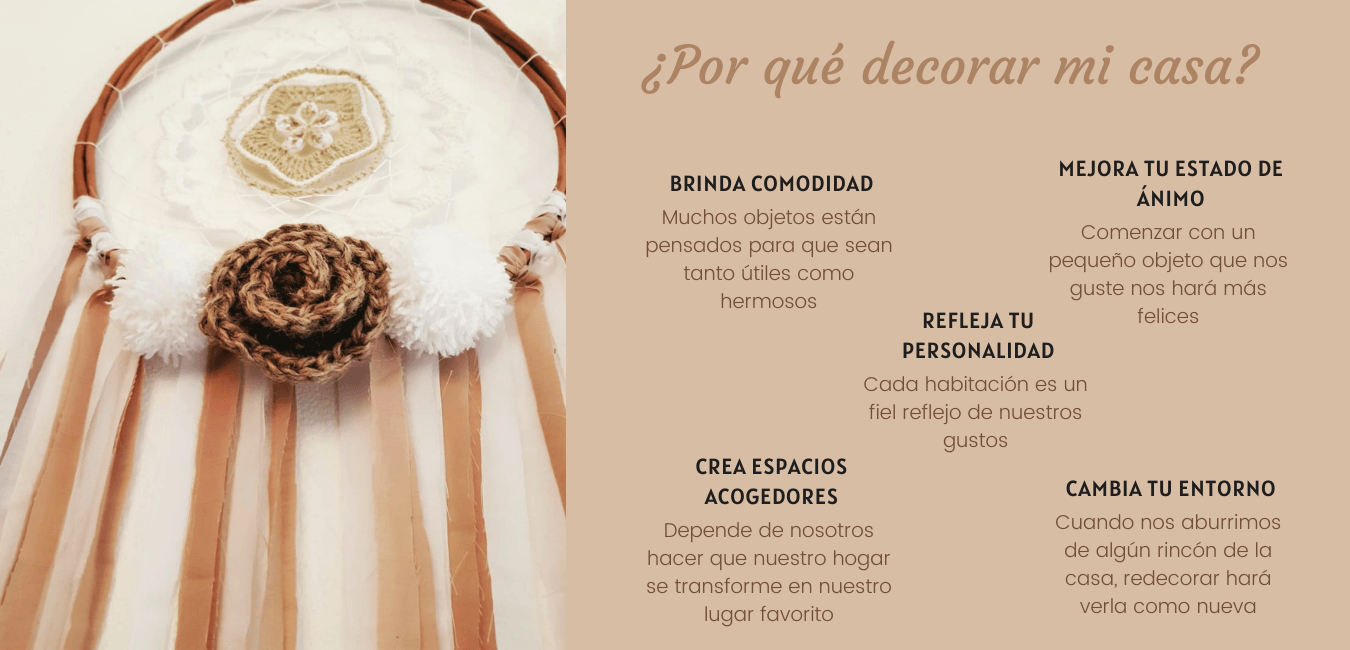 ¿Por qué decorar mi casa?
BRINDA COMODIDAD
Muchos objetos están
pensados para que sean
tanto útiles como
hermosos
MEJORA TU ESTADO DE
ÁNIMO
Comenzar con un
pequeño objeto que nos
guste nos hará más
felices
REFLEJA TU
PERSONALIDAD
Cada habitación es un
fiel reflejo de nuestros
gustos
CREA ESPACIOS
ACOGEDORES
Depende de nosotros
hacer que nuestro hogar
se transforme en nuestro
lugar favorito
CAMBIA TU ENTORNO
Cuando nos aburrimos
de algún rincón de la
casa, redecorar hará
verla como nueva